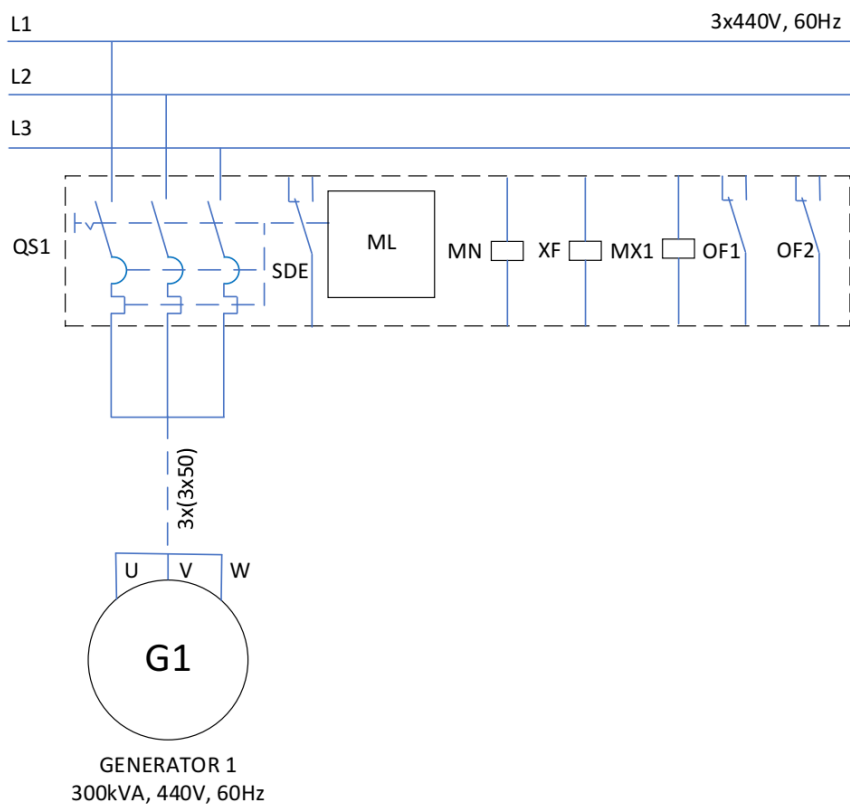 L1
3x440V, 60Hz
L2
L3
QS1
SDE
ML
MN
XF
MX1
OF1
OF2
3x(3x50)
U
V
W
G1
GENERATOR 1
300kVA, 440V, 60Hz